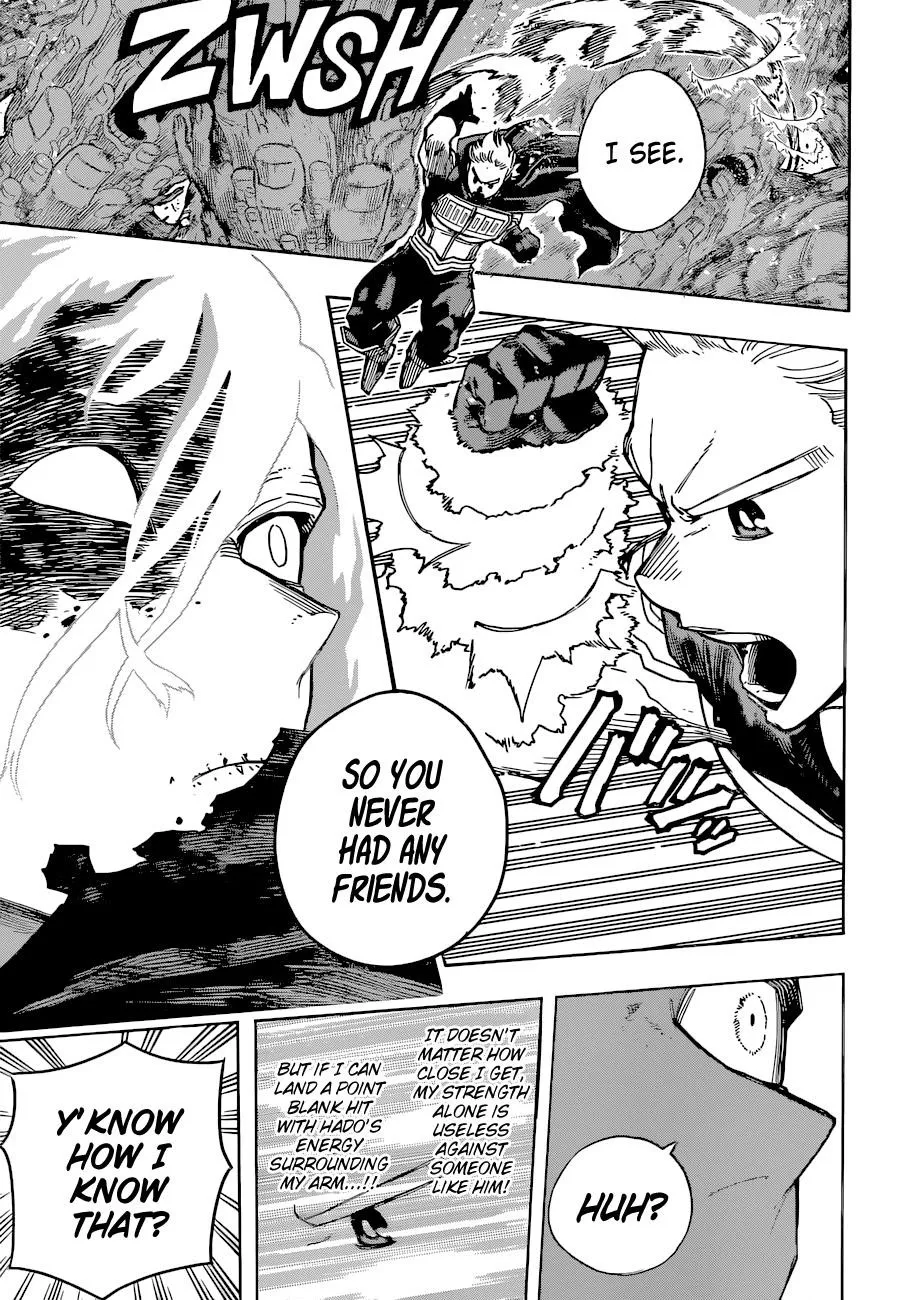 ZWSH
I SEE.
SO YOU
NEVER
HAD ANY
FRIENDS.
HUH?
IT DOESN'T
MATTER HOW
CLOSE I GET,
MY STRENGTH
ALONE IS
USELESS
AGAINST
SOMEONE
LIKE HIM!
BUT IF I CAN
LAND A POINT
BLANK HIT
WITH HADO'S
ENERGY
SURROUNDING
MY ARM...!!
Y'KNOW
HOW I
KNOW
THAT?